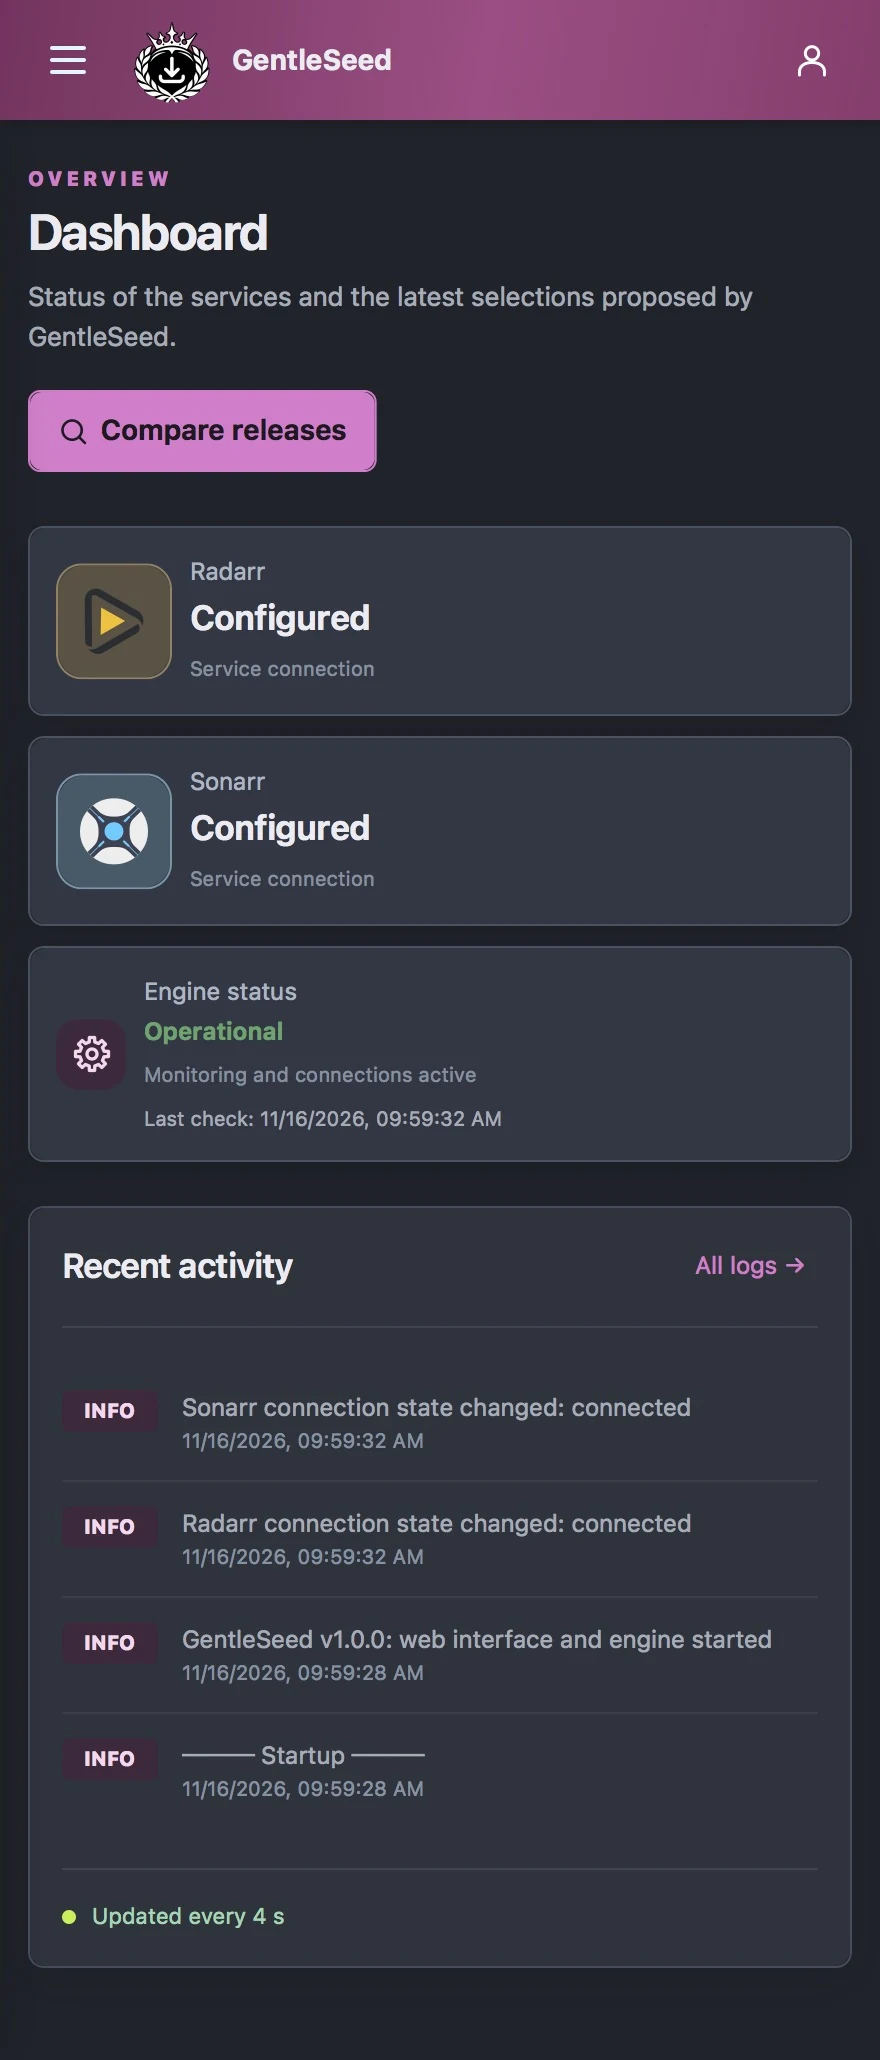 GentleSeed
OVERVIEW
Dashboard
Status of the services and the latest selections proposed by
GentleSeed.
Compare releases
Radarr
Configured
Service connection
Sonarr
Configured
Service connection
Engine status
Operational
Monitoring and connections active
Last check: 11/16/2026, 09:59:32 AM
Recent activity
All logs →
INFO
Sonarr connection state changed: connected
11/16/2026, 09:59:32 AM
INFO
Radarr connection state changed: connected
11/16/2026, 09:59:32 AM
INFO
GentleSeed v1.0.0: web interface and engine started
11/16/2026, 09:59:28 AM
INFO
——— Startup ———
11/16/2026, 09:59:28 AM
Updated every 4 s